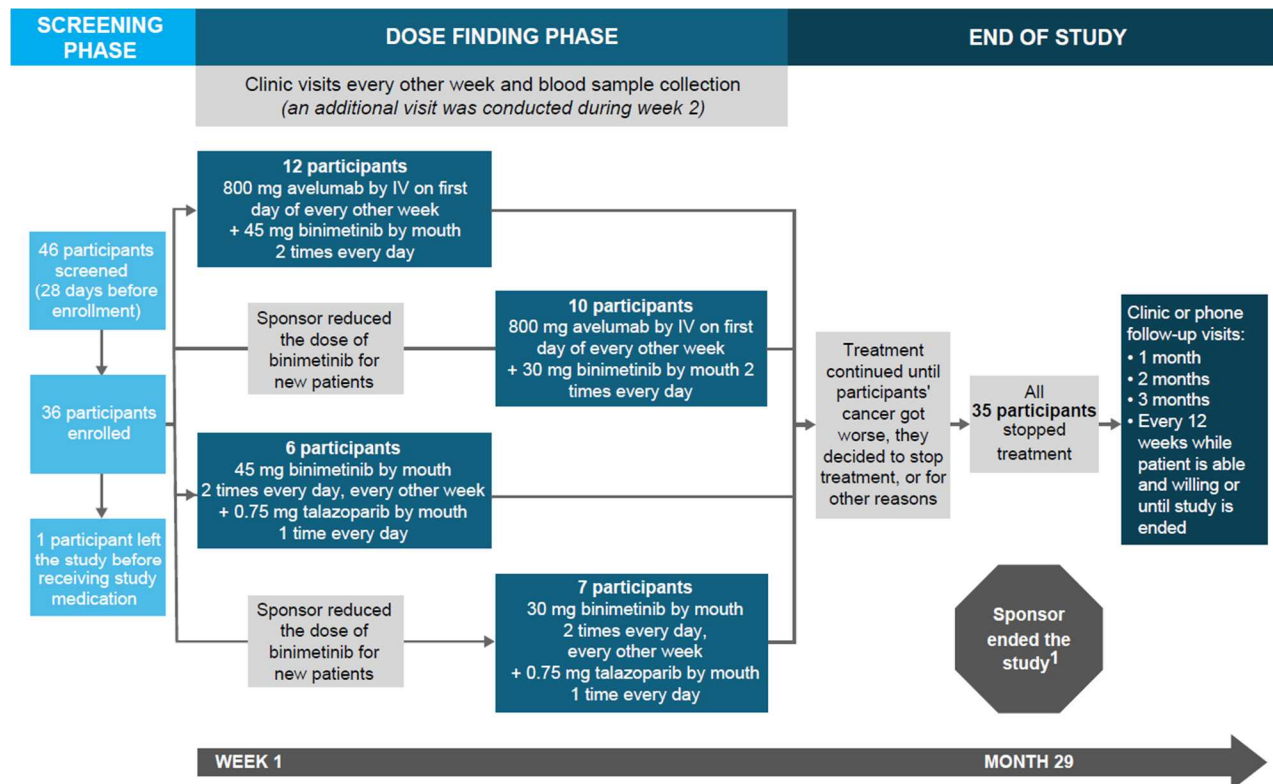 SCREENING
PHASE
DOSE FINDING PHASE
END OF STUDY
Clinic visits every other week and blood sample collection
(an additional visit was conducted during week 2)
46 participants
screened
(28 days before
enrollment)
36 participants
enrolled
1 participant left
the study before
receiving study
medication
12 participants
800 mg avelumab by IV on first
day of every other week
+ 45 mg binimetinib by mouth
2 times every day
Sponsor reduced
the dose of
binimetinib for
new patients
10 participants
800 mg avelumab by IV on first
day of every other week
+ 30 mg binimetinib by mouth 2
times every day
6 participants
45 mg binimetinib by mouth
2 times every day, every other week
+ 0.75 mg talazoparib by mouth
1 time every day
Sponsor reduced
the dose of
binimetinib for
new patients
7 participants
30 mg binimetinib by mouth
2 times every day,
every other week
+ 0.75 mg talazoparib by mouth
1 time every day
Treatment
continued until
participants'
cancer got
worse, they
decided to stop
treatment, or for
other reasons
All
35 participants
stopped
treatment
Clinic or phone
follow-up visits:
• 1 month
• 2 months
• 3 months
• Every 12
weeks while
patient is able
and willing or
until study is
ended
Sponsor
ended the
study1
WEEK 1
MONTH 29